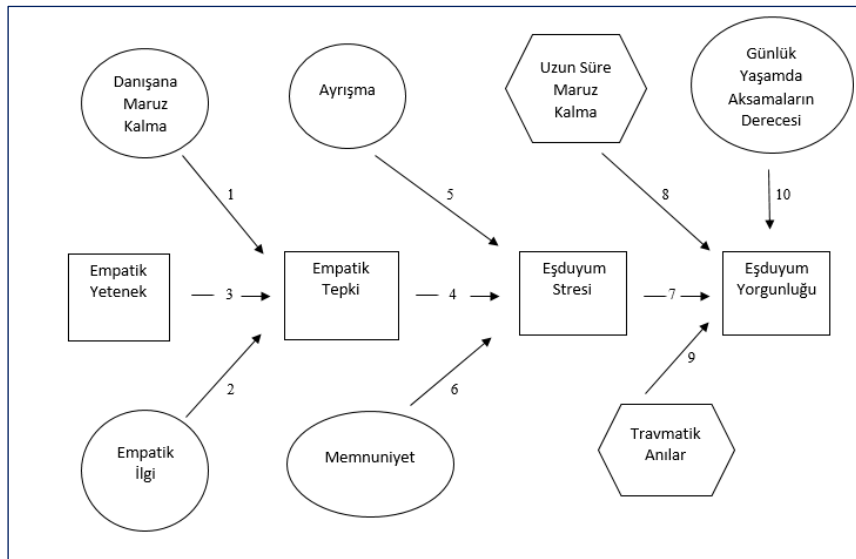 Danışana
Maruz
Kalma
Ayrışma
Uzun Süre
Maruz
Kalma
Günlük
Yaşamda
Aksamaların
Derecesi
1
5
8
10
Empatik
Yetenek
3
Empatik
Tepki
4
Eşduyum
Stresi
7
Eşduyum
Yorgunluğu
2
6
9
Empatik
İlgi
Memnuniyet
Travmatik
Anılar